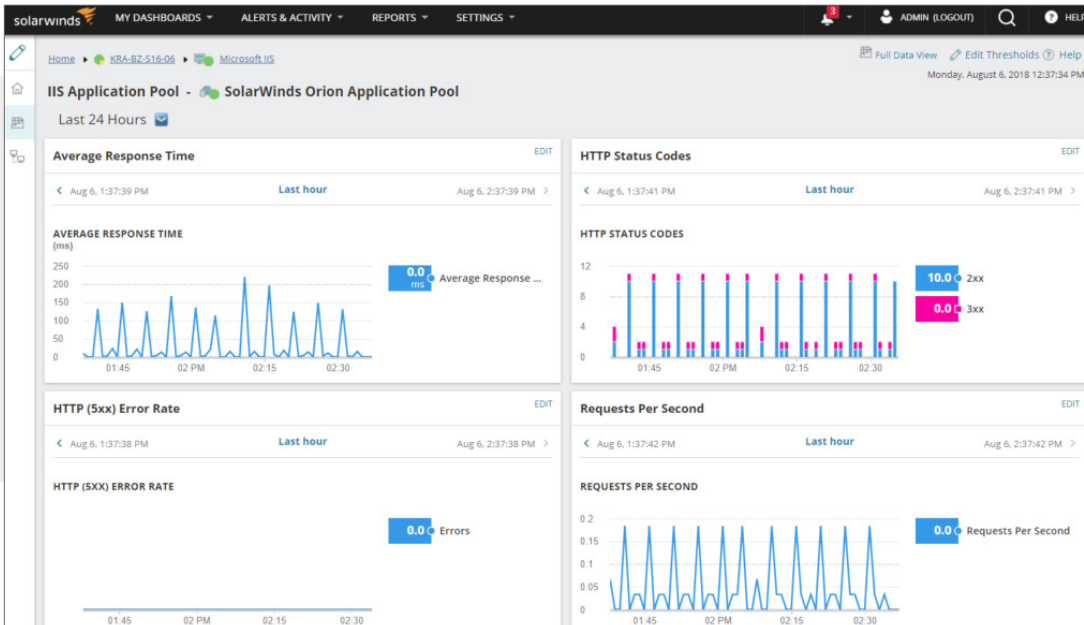 solarwinds MY DASHBOARDS ALERTS & ACTIVITY REPORTS SETTINGS 3 ADMIN (LOGOUT) ? HELP
Home KRA-BZ-S16-06 Microsoft IIS Full Data View Edit Thresholds ? Help
Monday, August 6, 2018 12:37:34 PM
IIS Application Pool - SolarWinds Orion Application Pool
Last 24 Hours
Average Response Time EDIT
Aug 6, 1:37:39 PM Last hour Aug 6, 2:37:39 PM
AVERAGE RESPONSE TIME
(ms)
250
200
150
100
50
0
01:45 02 PM 02:15 02:30
0.0 ms Average Response ...
HTTP Status Codes EDIT
Aug 6, 1:37:41 PM Last hour Aug 6, 2:37:41 PM
HTTP STATUS CODES
12
8
4
0
01:45 02 PM 02:15 02:30
10.0 2xx
0.0 3xx
HTTP (5xx) Error Rate EDIT
Aug 6, 1:37:38 PM Last hour Aug 6, 2:37:38 PM
HTTP (5XX) ERROR RATE
0.0 Errors
01:45 02 PM 02:15 02:30
Requests Per Second EDIT
Aug 6, 1:37:42 PM Last hour Aug 6, 2:37:42 PM
REQUESTS PER SECOND
0.2
0.15
0.1
0.05
0
01:45 02 PM 02:15 02:30
0.0 Requests Per Second